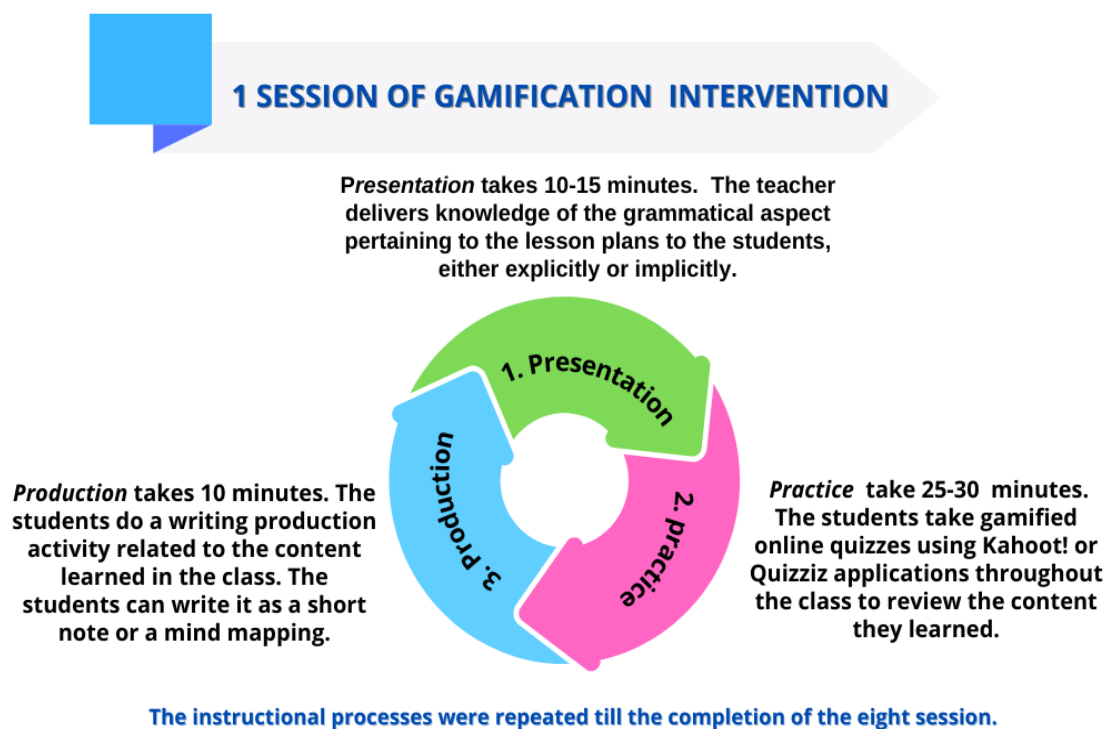 1 SESSION OF GAMIFICATION INTERVENTION
Presentation takes 10-15 minutes. The teacher
delivers knowledge of the grammatical aspect
pertaining to the lesson plans to the students,
either explicitly or implicitly.
1. Presentation
2. practice
3. Production
Production takes 10 minutes. The
students do a writing production
activity related to the content
learned in the class. The
students can write it as a short
note or a mind mapping.
Practice take 25-30 minutes.
The students take gamified
online quizzes using Kahoot! or
Quizziz applications throughout
the class to review the content
they learned.
The instructional processes were repeated till the completion of the eight session.